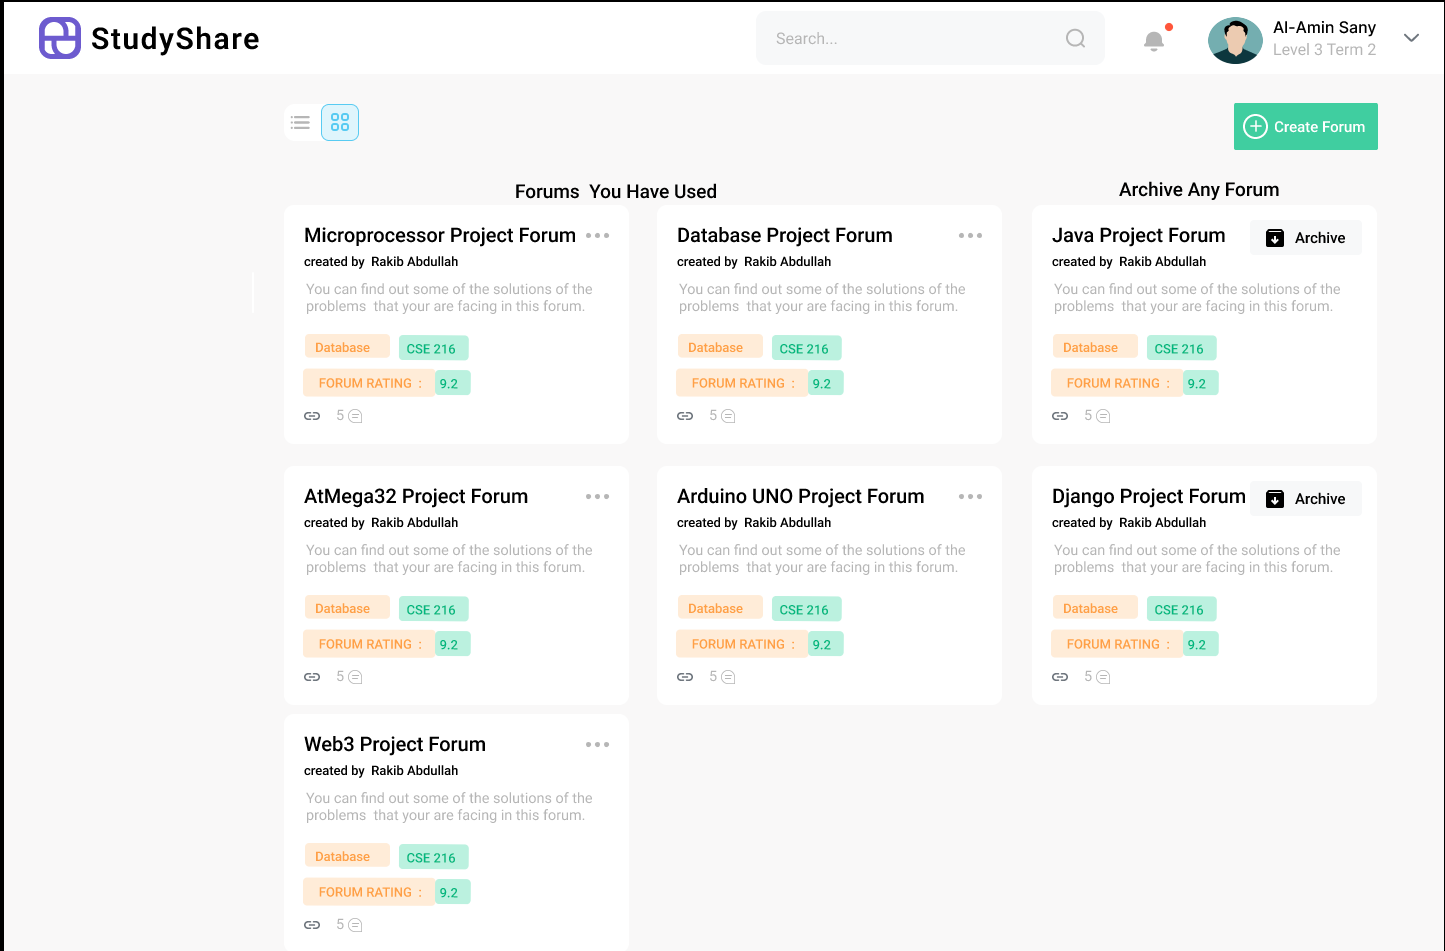 StudyShare
Search...
Al-Amin Sany
Level 3 Term 2
Create Forum
Forums  You Have Used
Archive Any Forum
Microprocessor Project Forum
created by  Rakib Abdullah
You can find out some of the solutions of the
problems  that your are facing in this forum.
Database
CSE 216
FORUM RATING :
9.2
5
Database Project Forum
created by  Rakib Abdullah
You can find out some of the solutions of the
problems  that your are facing in this forum.
Database
CSE 216
FORUM RATING :
9.2
5
Java Project Forum
Archive
created by  Rakib Abdullah
You can find out some of the solutions of the
problems  that your are facing in this forum.
Database
CSE 216
FORUM RATING :
9.2
5
AtMega32 Project Forum
created by  Rakib Abdullah
You can find out some of the solutions of the
problems  that your are facing in this forum.
Database
CSE 216
FORUM RATING :
9.2
5
Arduino UNO Project Forum
created by  Rakib Abdullah
You can find out some of the solutions of the
problems  that your are facing in this forum.
Database
CSE 216
FORUM RATING :
9.2
5
Django Project Forum
Archive
created by  Rakib Abdullah
You can find out some of the solutions of the
problems  that your are facing in this forum.
Database
CSE 216
FORUM RATING :
9.2
5
Web3 Project Forum
created by  Rakib Abdullah
You can find out some of the solutions of the
problems  that your are facing in this forum.
Database
CSE 216
FORUM RATING :
9.2
5